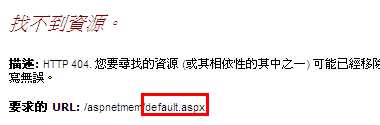 找不到資源。
描述: HTTP 404. 您要尋找的資源 (或其相依性的其中之一) 可能已經移除
寫無誤。
要求的 URL: /aspnetmem/default.aspx